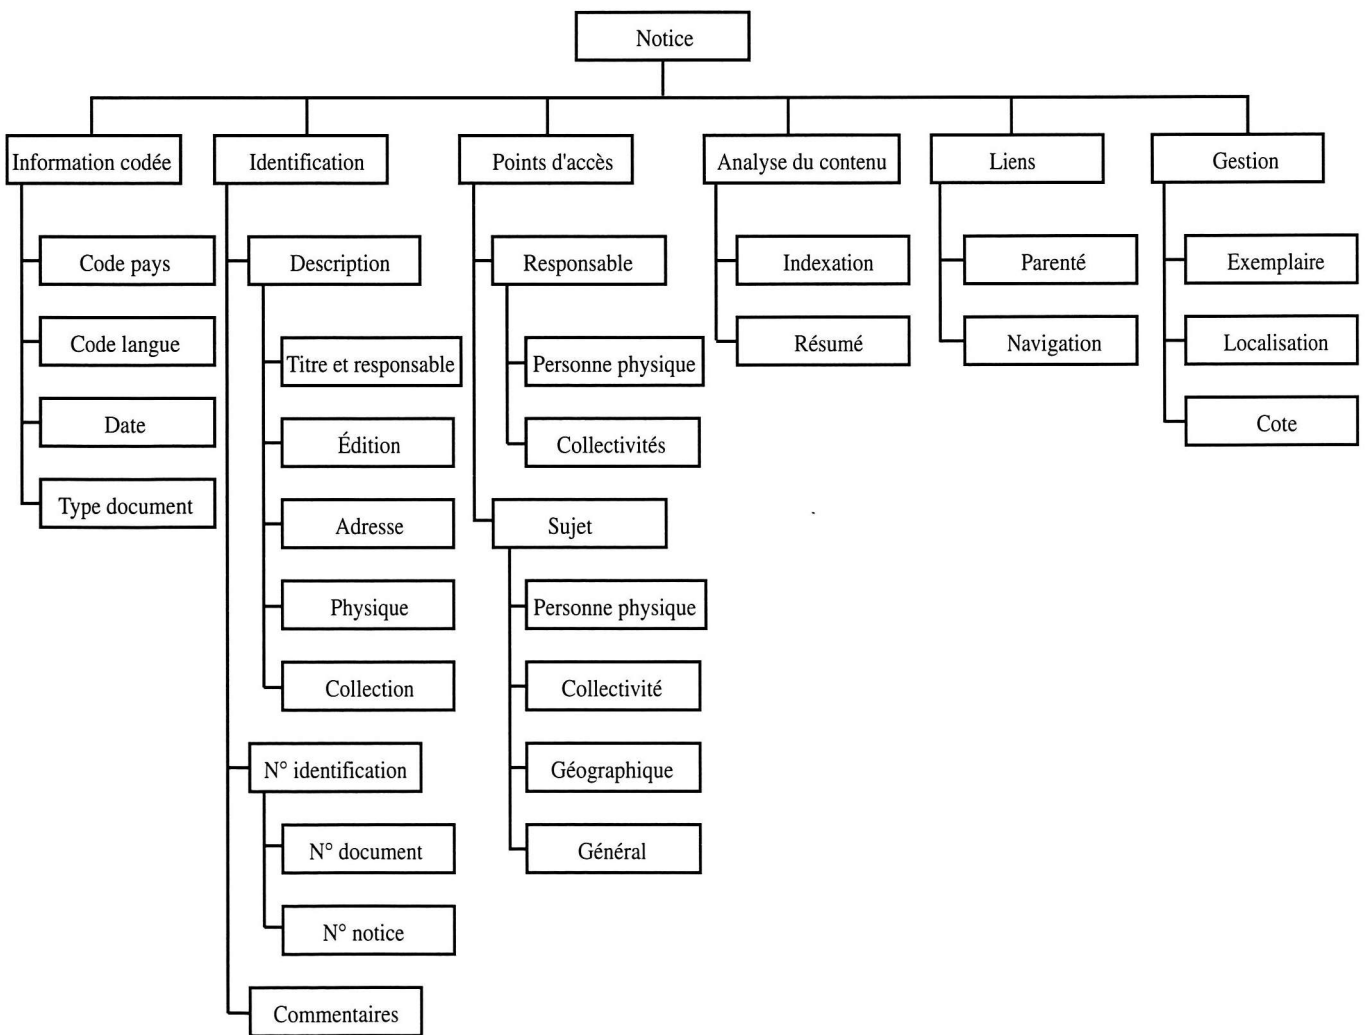 Notice
Information codée
Code pays
Code langue
Date
Type document
Identification
Description
Titre et responsable
Édition
Adresse
Physique
Collection
N° identification
N° document
N° notice
Commentaires
Points d'accès
Responsable
Personne physique
Collectivités
Sujet
Personne physique
Collectivité
Géographique
Général
Analyse du contenu
Indexation
Résumé
Liens
Parenté
Navigation
Gestion
Exemplaire
Localisation
Cote